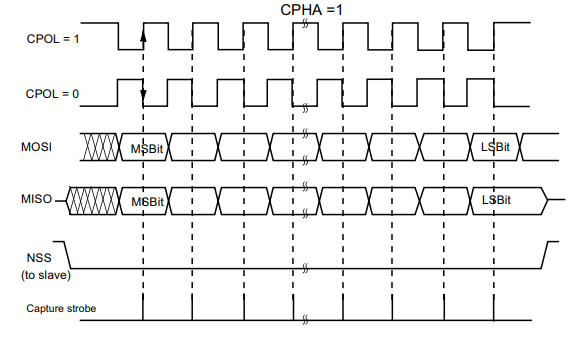 CPHA =1
CPOL = 1
CPOL = 0
MOSI
MSBit
LSBit
MISO
MSBit
LSBit
NSS
(to slave)
Capture strobe